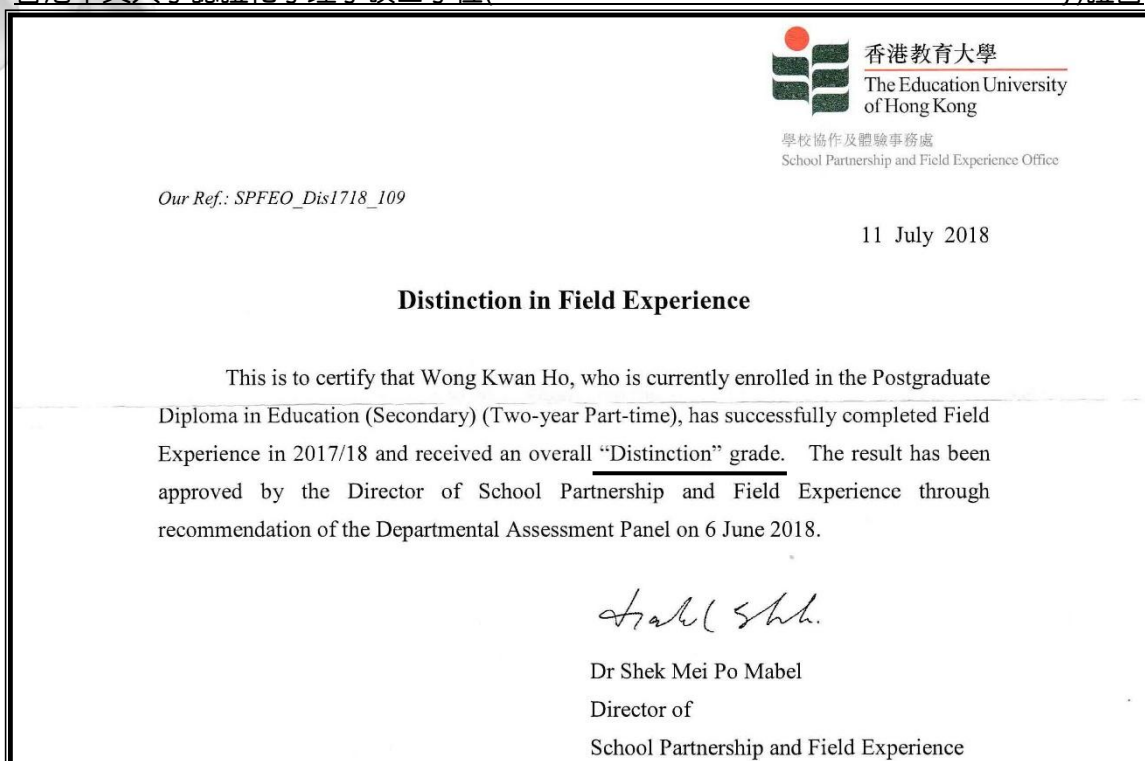 香港教育大學
The Education University
of Hong Kong
學校協作及體驗事務處
School Partnership and Field Experience Office
Our Ref.: SPFEO_Dis1718_109
11 July 2018
Distinction in Field Experience
This is to certify that Wong Kwan Ho, who is currently enrolled in the Postgraduate
Diploma in Education (Secondary) (Two-year Part-time), has successfully completed Field
Experience in 2017/18 and received an overall “Distinction” grade. The result has been
approved by the Director of School Partnership and Field Experience through
recommendation of the Departmental Assessment Panel on 6 June 2018.
Dr Shek Mei Po Mabel
Director of
School Partnership and Field Experience